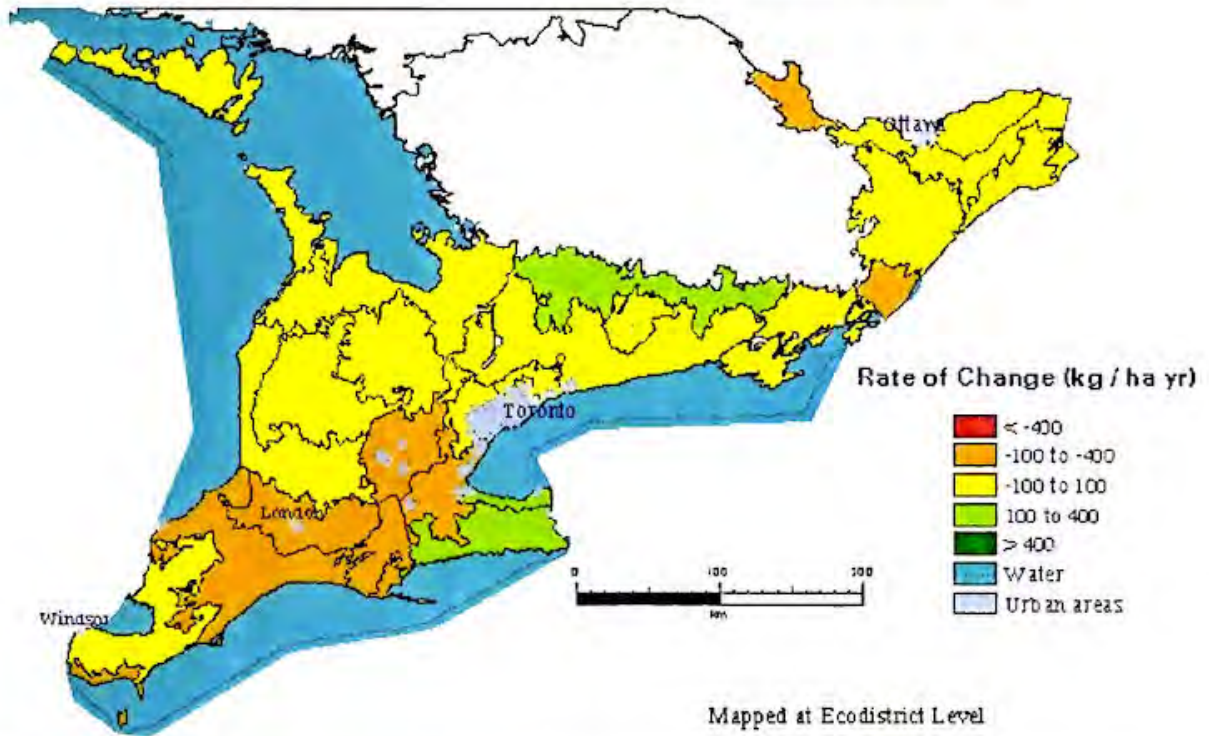 Ottawa
Toronto
London
Windsor
Rate of Change (kg / ha yr)
< -400
-100 to -400
-100 to 100
100 to 400
> 400
Water
Urban areas
0 100 200
km
Mapped at Ecodistrict Level